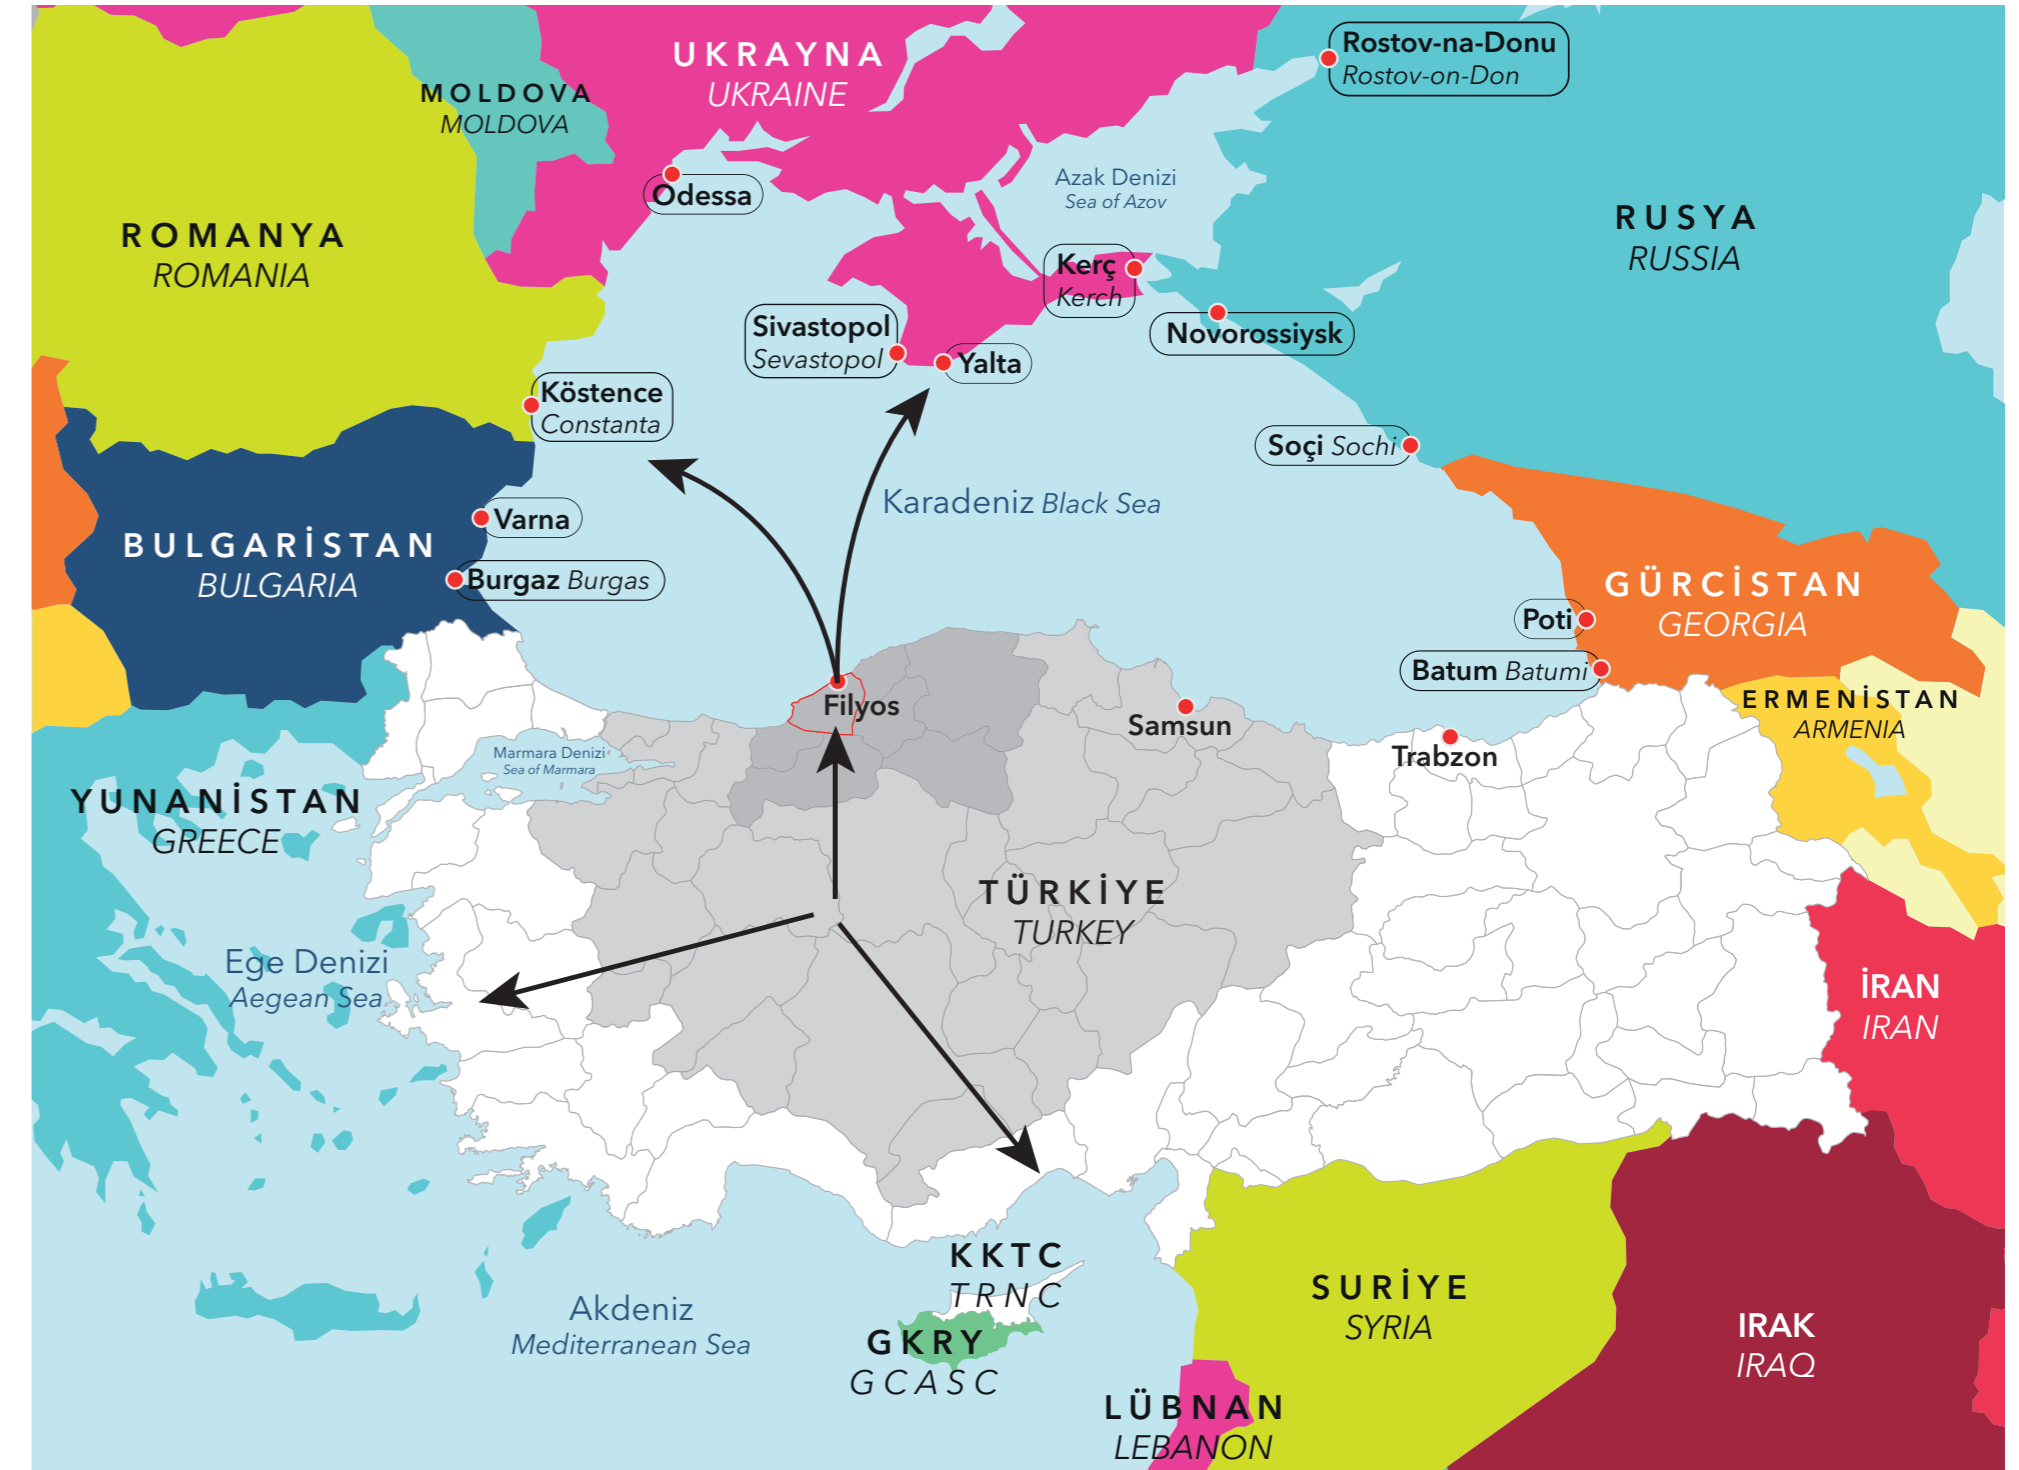 UKRAYNA
UKRAINE
Rostov-na-Donu
Rostov-on-Don
MOLDOVA
MOLDOVA
Odessa
Azak Denizi
Sea of Azov
ROMANYA
ROMANIA
RUSYA
RUSSIA
Kerç
Kerch
Sivastopol
Sevastopol
Yalta
Novorossiysk
Köstence
Constanta
Soçi Sochi
Karadeniz Black Sea
Varna
BULGARİSTAN
BULGARIA
Burgaz Burgas
GÜRCİSTAN
GEORGIA
Poti
Batum Batumi
Filyos
Samsun
Trabzon
ERMENİSTAN
ARMENIA
Marmara Denizi
Sea of Marmara
YUNANİSTAN
GREECE
TÜRKİYE
TURKEY
Ege Denizi
Aegean Sea
İRAN
IRAN
KKTC
TRNC
Akdeniz
Mediterranean Sea
GKRY
GCASC
SURİYE
SYRIA
IRAK
IRAQ
LÜBNAN
LEBANON